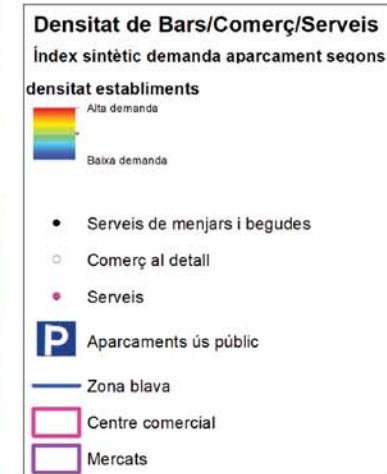 Densitat de Bars/Comerç/Serveis
Índex sintètic demanda aparcament segons
densitat establiments
Alta demanda
Baixa demanda
Serveis de menjars i begudes
Comerç al detall
Serveis
P Aparcaments ús públic
Zona blava
Centre comercial
Mercats